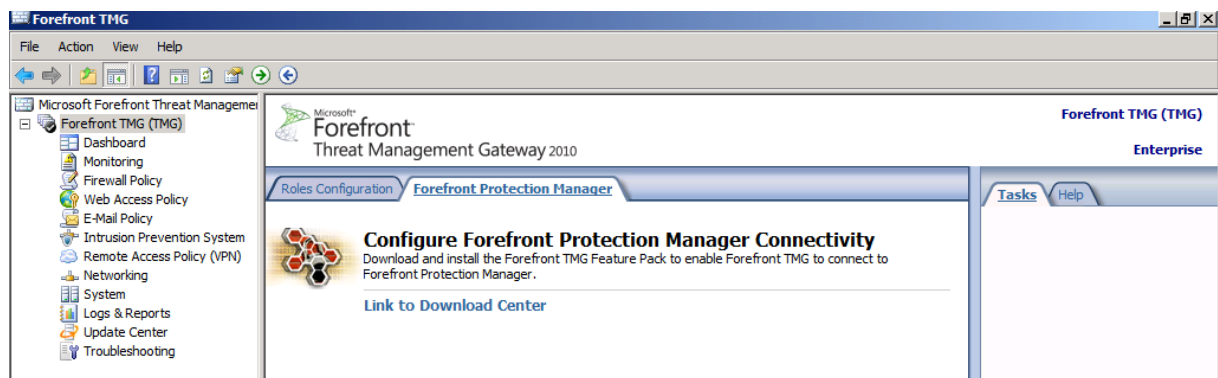 Forefront TMG
File Action View Help
Microsoft Forefront Threat Manageme
Forefront TMG (TMG)
Dashboard
Monitoring
Firewall Policy
Web Access Policy
E-Mail Policy
Intrusion Prevention System
Remote Access Policy (VPN)
Networking
System
Logs & Reports
Update Center
Troubleshooting
Microsoft
Forefront
Threat Management Gateway 2010
Forefront TMG (TMG)
Enterprise
Roles Configuration Forefront Protection Manager
Configure Forefront Protection Manager Connectivity
Download and install the Forefront TMG Feature Pack to enable Forefront TMG to connect to
Forefront Protection Manager.
Link to Download Center
Tasks Help